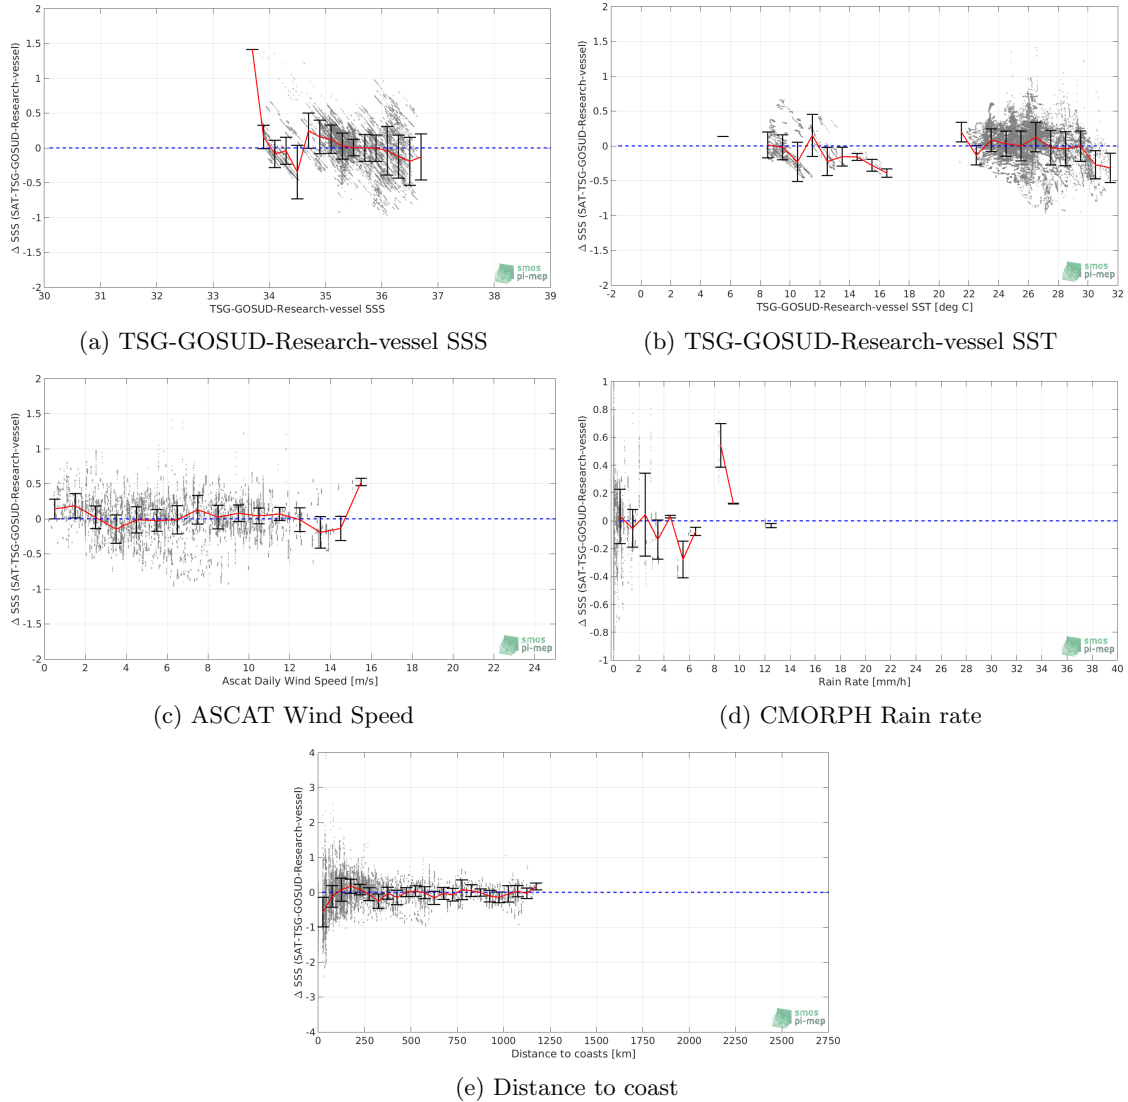 2
1.5
1
0.5
0
-0.5
-1
-1.5
-2
Δ SSS (SAT-TSG-GOSUD-Research-vessel)
30 31 32 33 34 35 36 37 38 39
TSG-GOSUD-Research-vessel SSS
smos
pi-mep
(a) TSG-GOSUD-Research-vessel SSS
2
1.5
1
0.5
0
-0.5
-1
-1.5
-2
Δ SSS (SAT-TSG-GOSUD-Research-vessel)
-2 0 2 4 6 8 10 12 14 16 18 20 22 24 26 28 30 32
TSG-GOSUD-Research-vessel SST [deg C]
smos
pi-mep
(b) TSG-GOSUD-Research-vessel SST
2
1.5
1
0.5
0
-0.5
-1
-1.5
-2
Δ SSS (SAT-TSG-GOSUD-Research-vessel)
0 2 4 6 8 10 12 14 16 18 20 22 24
Ascat Daily Wind Speed [m/s]
smos
pi-mep
(c) ASCAT Wind Speed
1
0.8
0.6
0.4
0.2
0
-0.2
-0.4
-0.6
-0.8
-1
Δ SSS (SAT-TSG-GOSUD-Research-vessel)
0 2 4 6 8 10 12 14 16 18 20 22 24 26 28 30 32 34 36 38 40
Rain Rate [mm/h]
smos
pi-mep
(d) CMORPH Rain rate
4
3
2
1
0
-1
-2
-3
-4
Δ SSS (SAT-TSG-GOSUD-Research-vessel)
0 250 500 750 1000 1250 1500 1750 2000 2250 2500 2750
Distance to coasts [km]
smos
pi-mep
(e) Distance to coast